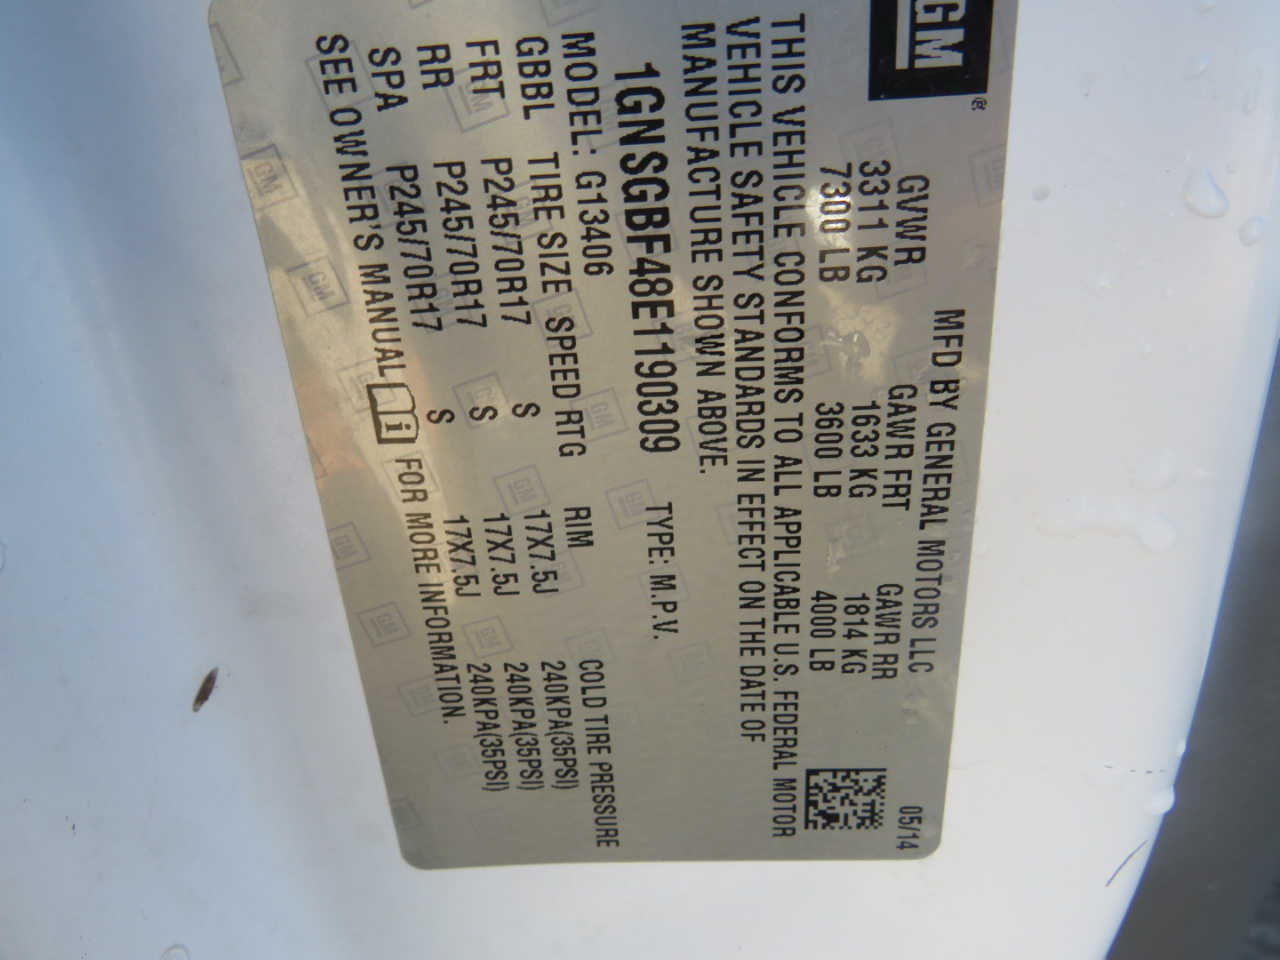 GM®
MFD BY GENERAL MOTORS LLC 05/14
GVWR GAWR FRT GAWR RR
3311 KG 1633 KG 1814 KG
7300 LB 3600 LB 4000 LB
THIS VEHICLE CONFORMS TO ALL APPLICABLE U.S. FEDERAL MOTOR
VEHICLE SAFETY STANDARDS IN EFFECT ON THE DATE OF
MANUFACTURE SHOWN ABOVE.
1GNSGBF48E1190309 TYPE: M.P.V.
MODEL: G13406
GBBL TIRE SIZE SPEED RTG RIM COLD TIRE PRESSURE
FRT P245/70R17 S 17X7.5J 240KPA(35PSI)
RR P245/70R17 S 17X7.5J 240KPA(35PSI)
SPA P245/70R17 S 17X7.5J 240KPA(35PSI)
SEE OWNER'S MANUAL i FOR MORE INFORMATION.